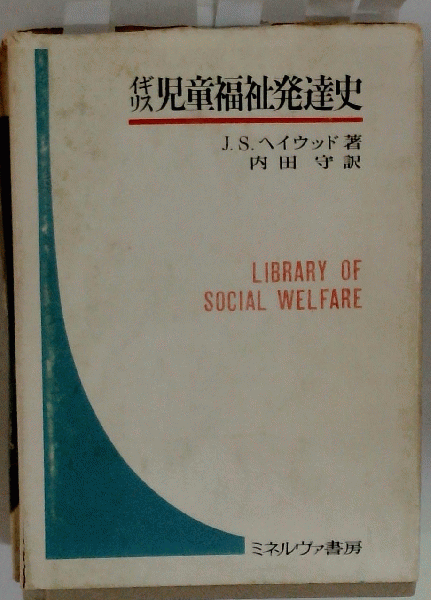 イギリス児童福祉発達史
J. S. ヘイウッド著
内田守訳
LIBRARY OF
SOCIAL WELFARE
ミネルヴァ書房